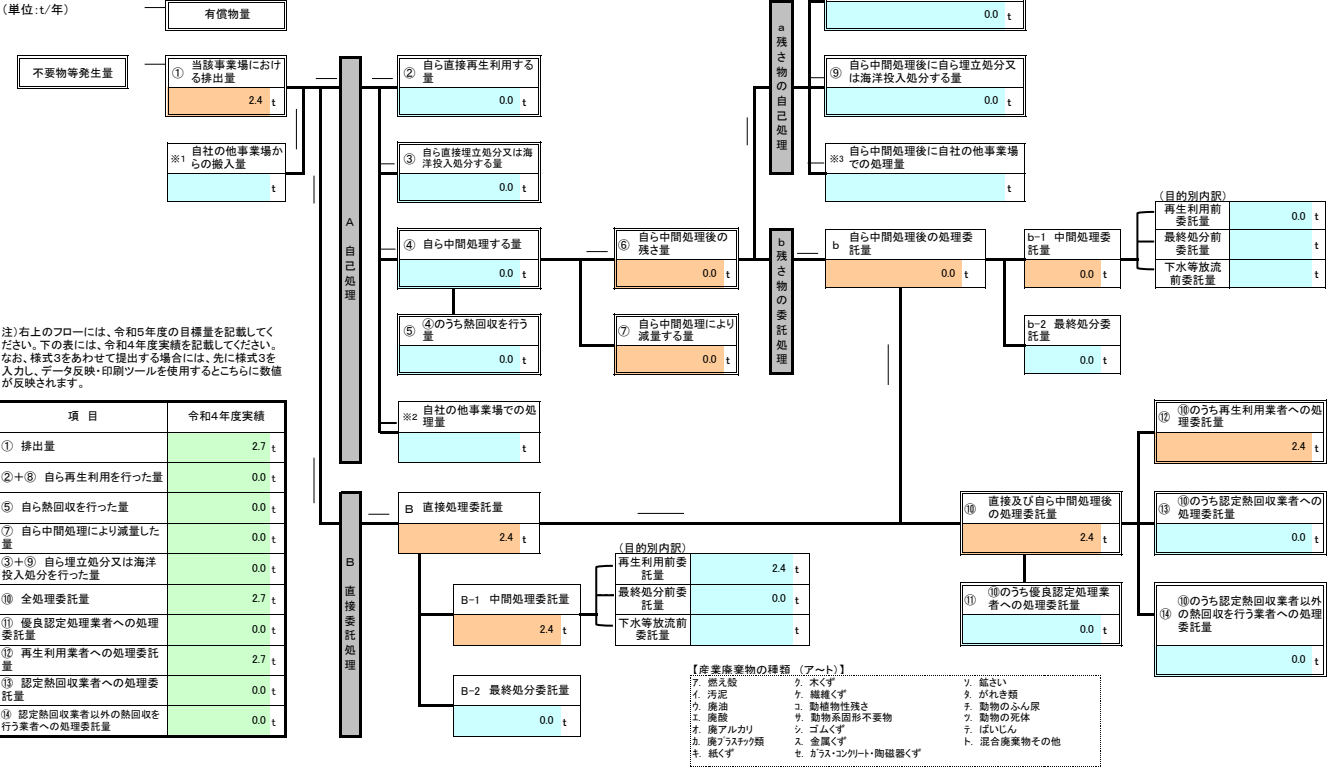 （単位:t/年）
有償物量
0.0 t
不要物等発生量
① 当該事業場におけ
る排出量
2.4 t
※1 自社の他事業場か
らの搬入量
t
A 自己処理
② 自ら直接再生利用する
量
0.0 t
③ 自ら直接埋立処分又は海
洋投入処分する量
0.0 t
④ 自ら中間処理する量
0.0 t
⑤ ④のうち熱回収を行う
量
0.0 t
※2 自社の他事業場での処
理量
t
⑥ 自ら中間処理後の
残さ量
0.0 t
⑦ 自ら中間処理により
減量する量
0.0 t
a 残さ物の自己処理
⑨ 自ら中間処理後に自ら埋立処分又
は海洋投入処分する量
0.0 t
※3 自ら中間処理後に自社の他事業場
での処理量
t
b 残さ物の委託処理
b 自ら中間処理後の処理委
託量
0.0 t
b-1 中間処理委
託量
0.0 t
（目的別内訳）
再生利用前
委託量
0.0 t
最終処分前
委託量
t
下水等放流
前委託量
t
b-2 最終処分委
託量
0.0 t
注）右上のフローには、令和5年度の目標量を記載してく
ださい。下の表には、令和4年度実績を記載してください。
なお、様式3をあわせて提出する場合には、先に様式3を
入力し、データ反映・印刷ツールを使用するとこちらに数値
が反映されます。
項 目 令和4年度実績
① 排出量 2.7 t
②＋⑧ 自ら再生利用を行った量 0.0 t
⑤ 自ら熱回収を行った量 0.0 t
⑦ 自ら中間処理により減量した
量 0.0 t
③＋⑨ 自ら埋立処分又は海洋
投入処分を行った量 0.0 t
⑩ 全処理委託量 2.7 t
⑪ 優良認定処理業者への処理
委託量 0.0 t
⑫ 再生利用業者への処理委託
量 2.7 t
⑬ 認定熱回収業者への処理委
託量 0.0 t
⑭ 認定熱回収業者以外の熱回収を
行う業者への処理委託量 0.0 t
B 直接委託処理
B 直接処理委託量
2.4 t
B-1 中間処理委託量
2.4 t
（目的別内訳）
再生利用前委
託量
2.4 t
最終処分前委
託量
0.0 t
下水等放流前
委託量
t
B-2 最終処分委託量
0.0 t
⑩ 直接及び自ら中間処理後
の処理委託量
2.4 t
⑪ ⑩のうち優良認定処理業
者への処理委託量
0.0 t
⑫ ⑩のうち再生利用業者への処
理委託量
2.4 t
⑬ ⑩のうち認定熱回収業者への
処理委託量
0.0 t
⑭ ⑩のうち認定熱回収業者以外
の熱回収を行う業者への処理
委託量
0.0 t
【産業廃棄物の種類 （ア～ト）】
ア. 燃え殻 ク. 木くず ソ. 鉱さい
イ. 汚泥 ケ. 繊維くず タ. がれき類
ウ. 廃油 コ. 動植物性残さ チ. 動物のふん尿
エ. 廃酸 サ. 動物系固形不要物 ツ. 動物の死体
オ. 廃アルカリ シ. ゴムくず テ. ばいじん
カ. 廃プラスチック類 ス. 金属くず ト. 混合廃棄物その他
キ. 紙くず セ. ガラス・コンクリート・陶磁器くず